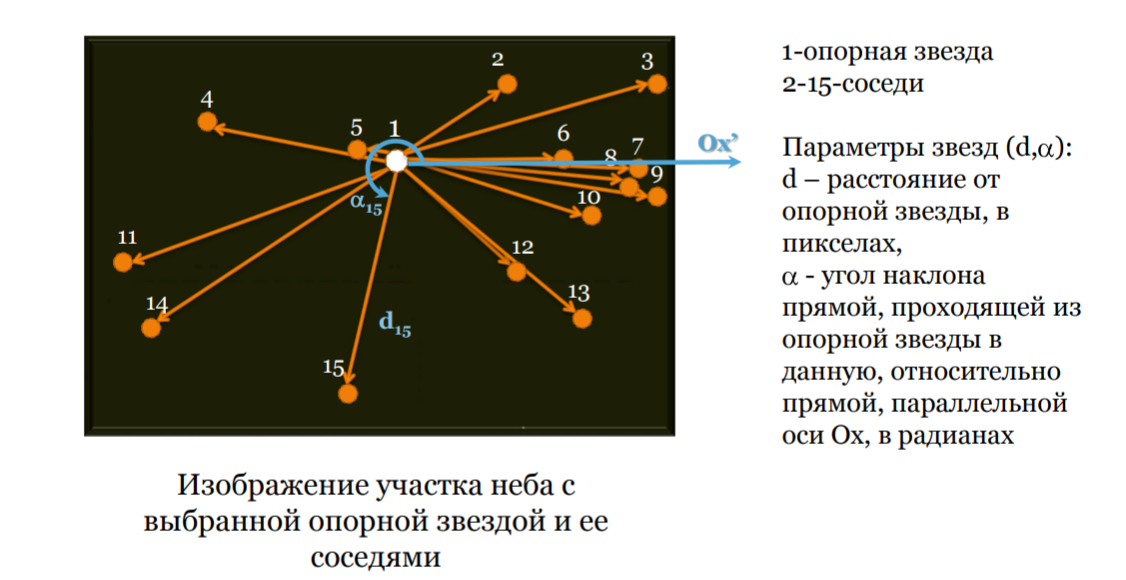 2
3
4
5
1
6
7
8
9
10
11
12
13
14
15
α₁₅
d₁₅
Ox’
1-опорная звезда
2-15-соседи
Параметры звезд (d,α):
d – расстояние от
опорной звезды, в
пикселах,
α - угол наклона
прямой, проходящей из
опорной звезды в
данную, относительно
прямой, параллельной
оси Ox, в радианах
Изображение участка неба с
выбранной опорной звездой и ее
соседями